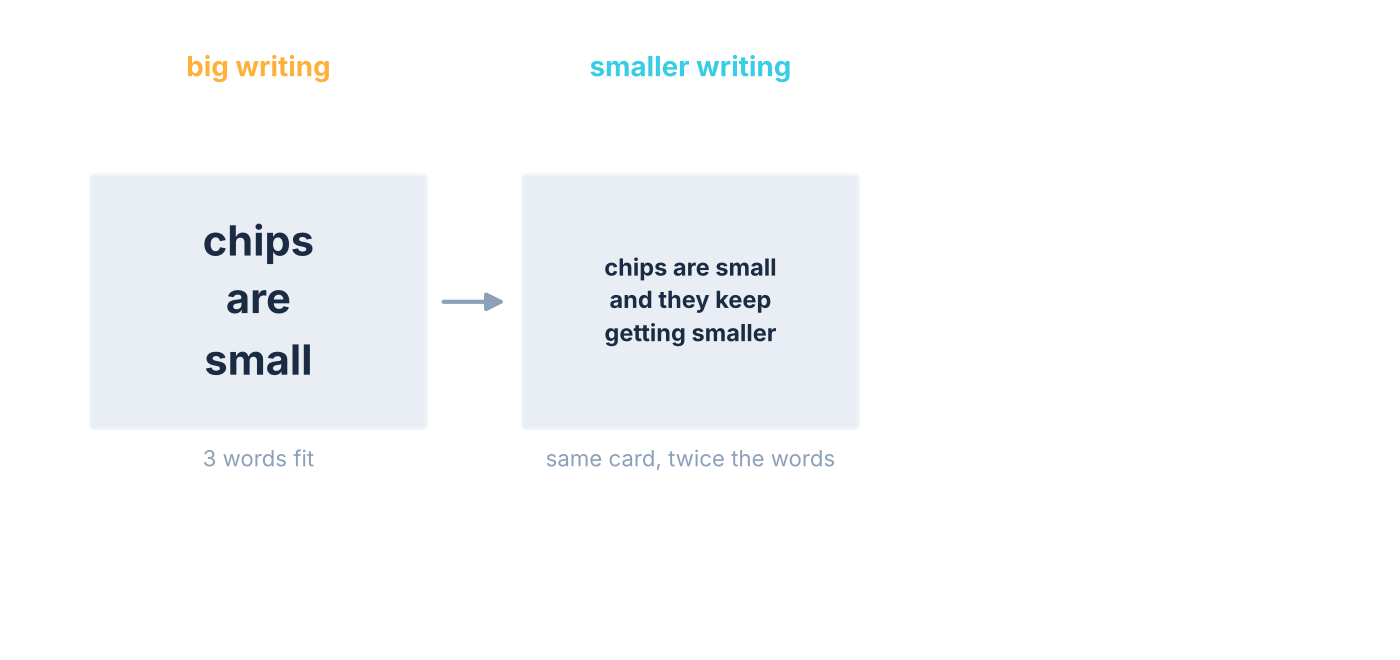 big writing
smaller writing
chips
are
small
chips are small
and they keep
getting smaller
3 words fit
same card, twice the words